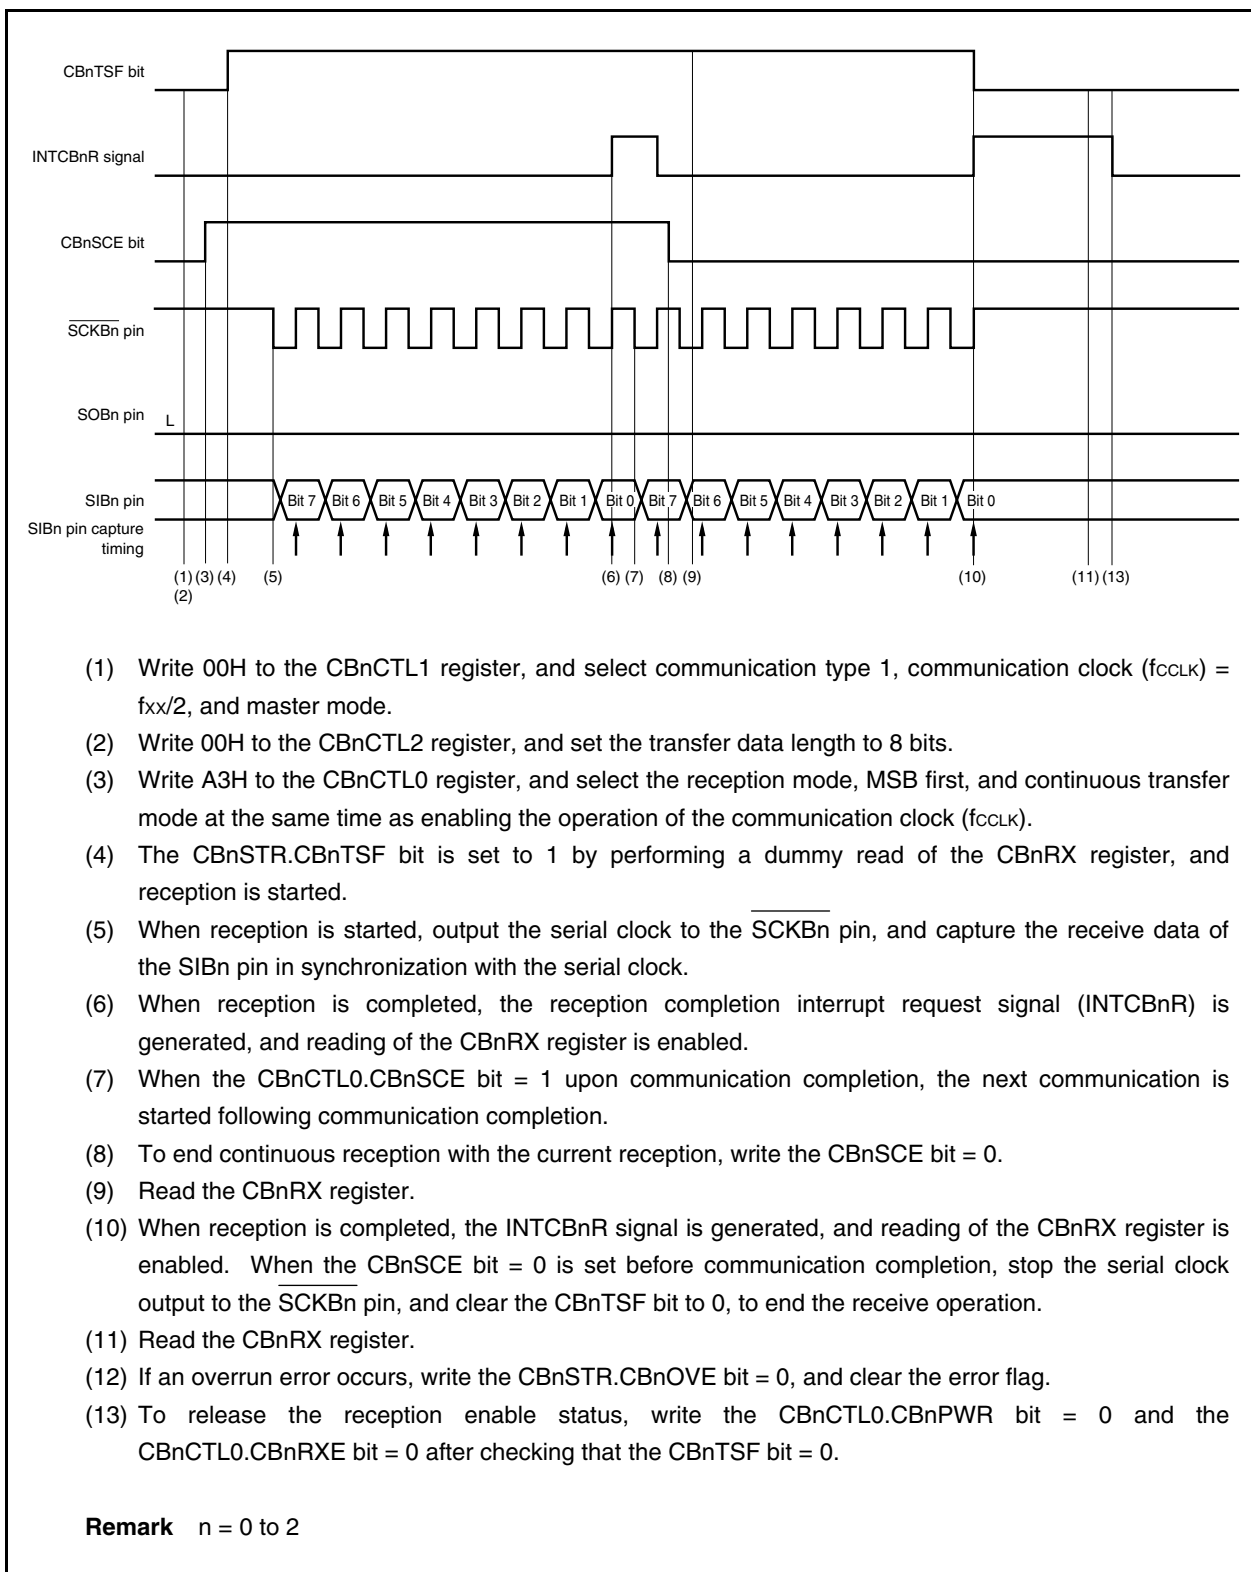 CBnTSF bit
INTCBnR signal
CBnSCE bit
SCKBn pin
SOBn pin L
SIBn pin Bit 7 Bit 6 Bit 5 Bit 4 Bit 3 Bit 2 Bit 1 Bit 0 Bit 7 Bit 6 Bit 5 Bit 4 Bit 3 Bit 2 Bit 1 Bit 0
SIBn pin capture
timing
(1) (3) (4) (5) (6) (7) (8) (9) (10) (11) (13)
(2)
(1) Write 00H to the CBnCTL1 register, and select communication type 1, communication clock (fCCLK) =
fxx/2, and master mode.
(2) Write 00H to the CBnCTL2 register, and set the transfer data length to 8 bits.
(3) Write A3H to the CBnCTL0 register, and select the reception mode, MSB first, and continuous transfer
mode at the same time as enabling the operation of the communication clock (fCCLK).
(4) The CBnSTR.CBnTSF bit is set to 1 by performing a dummy read of the CBnRX register, and
reception is started.
(5) When reception is started, output the serial clock to the SCKBn pin, and capture the receive data of
the SIBn pin in synchronization with the serial clock.
(6) When reception is completed, the reception completion interrupt request signal (INTCBnR) is
generated, and reading of the CBnRX register is enabled.
(7) When the CBnCTL0.CBnSCE bit = 1 upon communication completion, the next communication is
started following communication completion.
(8) To end continuous reception with the current reception, write the CBnSCE bit = 0.
(9) Read the CBnRX register.
(10) When reception is completed, the INTCBnR signal is generated, and reading of the CBnRX register is
enabled. When the CBnSCE bit = 0 is set before communication completion, stop the serial clock
output to the SCKBn pin, and clear the CBnTSF bit to 0, to end the receive operation.
(11) Read the CBnRX register.
(12) If an overrun error occurs, write the CBnSTR.CBnOVE bit = 0, and clear the error flag.
(13) To release the reception enable status, write the CBnCTL0.CBnPWR bit = 0 and the
CBnCTL0.CBnRXE bit = 0 after checking that the CBnTSF bit = 0.
Remark n = 0 to 2